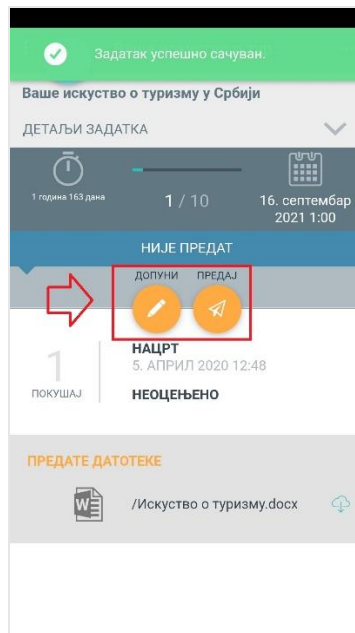 Задатак успешно сачуван.
Ваше искуство о туризму у Србији
ДЕТАЉИ ЗАДАТКА
1 година 163 дана
1 / 10
16. септембар
2021 1:00
НИЈЕ ПРЕДАТ
ДОПУНИ ПРЕДАЈ
1
ПОКУШАЈ
НАЦРТ
5. АПРИЛ 2020 12:48
НЕОЦЕЊЕНО
ПРЕДАТЕ ДАТОТЕКЕ
W
/Искуство о туризму.docx